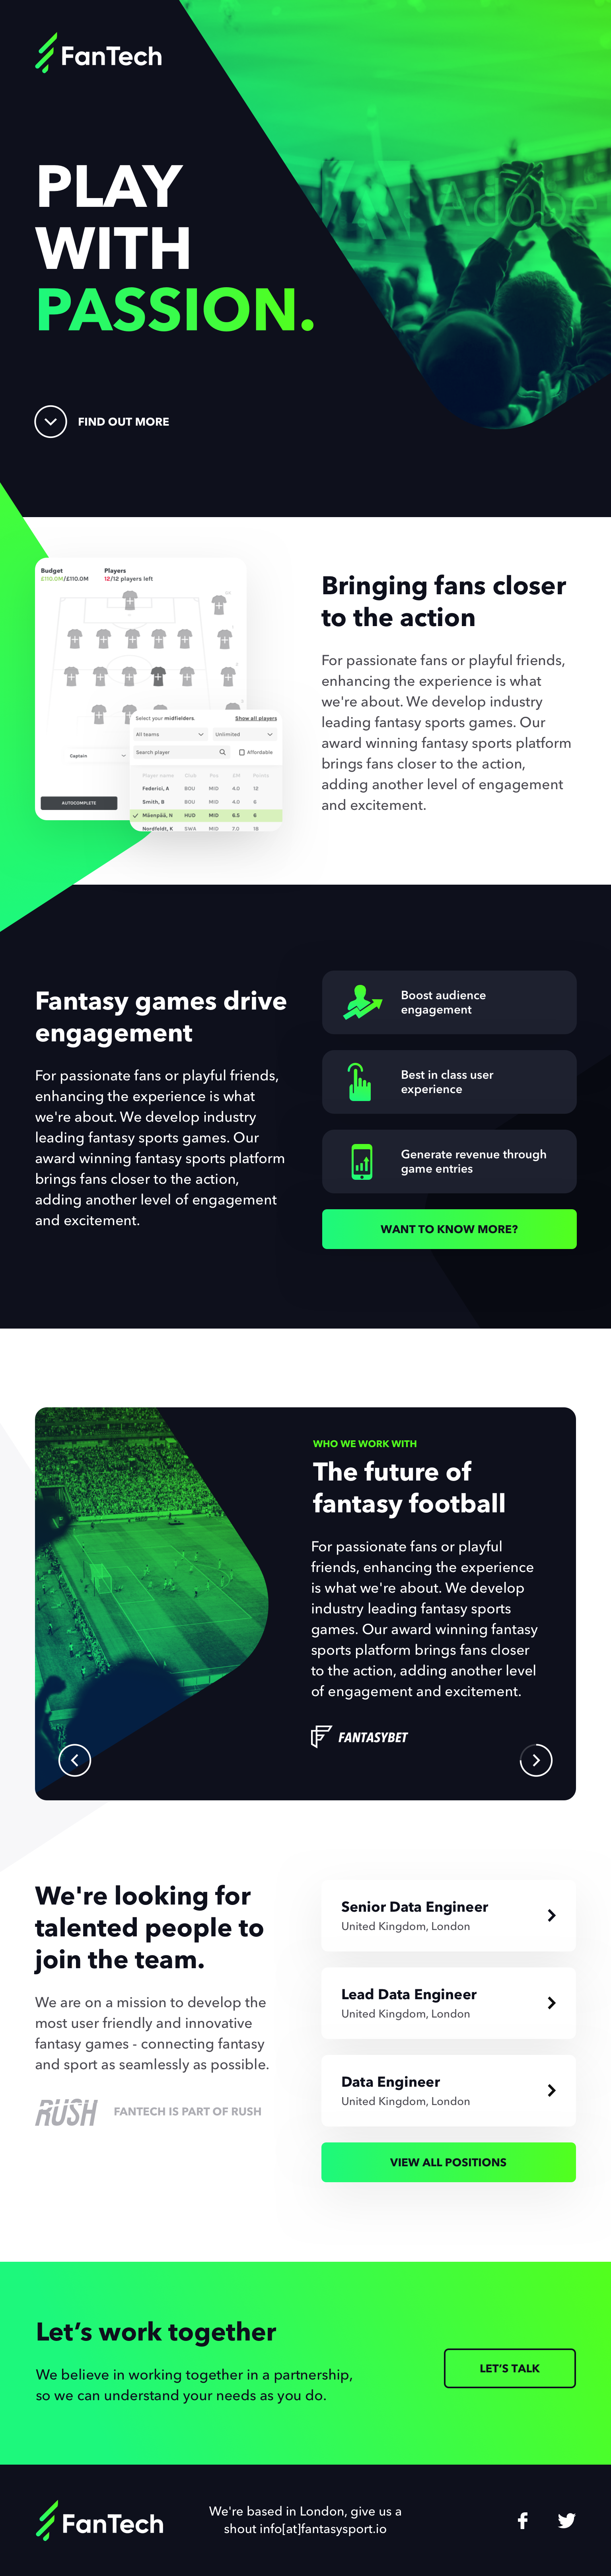 FanTech
Adobe
PLAY
WITH
PASSION.
FIND OUT MORE
Budget
£110.0M/£110.0M
Players
12/12 players left
Captain
AUTOCOMPLETE
Select your midfielders.
Show all players
All teams
Unlimited
Search player
Affordable
Player name Club Pos £M Points
Federici, A BOU MID 4.0 12
Smith, B BOU MID 4.0 6
Mäenpää, N HUD MID 6.5 6
Nordfeldt, K SWA MID 7.0 18
Bringing fans closer
to the action
For passionate fans or playful friends,
enhancing the experience is what
we're about. We develop industry
leading fantasy sports games. Our
award winning fantasy sports platform
brings fans closer to the action,
adding another level of engagement
and excitement.
Fantasy games drive
engagement
For passionate fans or playful friends,
enhancing the experience is what
we're about. We develop industry
leading fantasy sports games. Our
award winning fantasy sports platform
brings fans closer to the action,
adding another level of engagement
and excitement.
Boost audience
engagement
Best in class user
experience
Generate revenue through
game entries
WANT TO KNOW MORE?
WHO WE WORK WITH
The future of
fantasy football
For passionate fans or playful
friends, enhancing the experience
is what we're about. We develop
industry leading fantasy sports
games. Our award winning fantasy
sports platform brings fans closer
to the action, adding another level
of engagement and excitement.
FANTASYBET
We're looking for
talented people to
join the team.
We are on a mission to develop the
most user friendly and innovative
fantasy games - connecting fantasy
and sport as seamlessly as possible.
RUSH
FANTECH IS PART OF RUSH
Senior Data Engineer
United Kingdom, London
Lead Data Engineer
United Kingdom, London
Data Engineer
United Kingdom, London
VIEW ALL POSITIONS
Let’s work together
We believe in working together in a partnership,
so we can understand your needs as you do.
LET’S TALK
FanTech
We're based in London, give us a
shout info[at]fantasysport.io